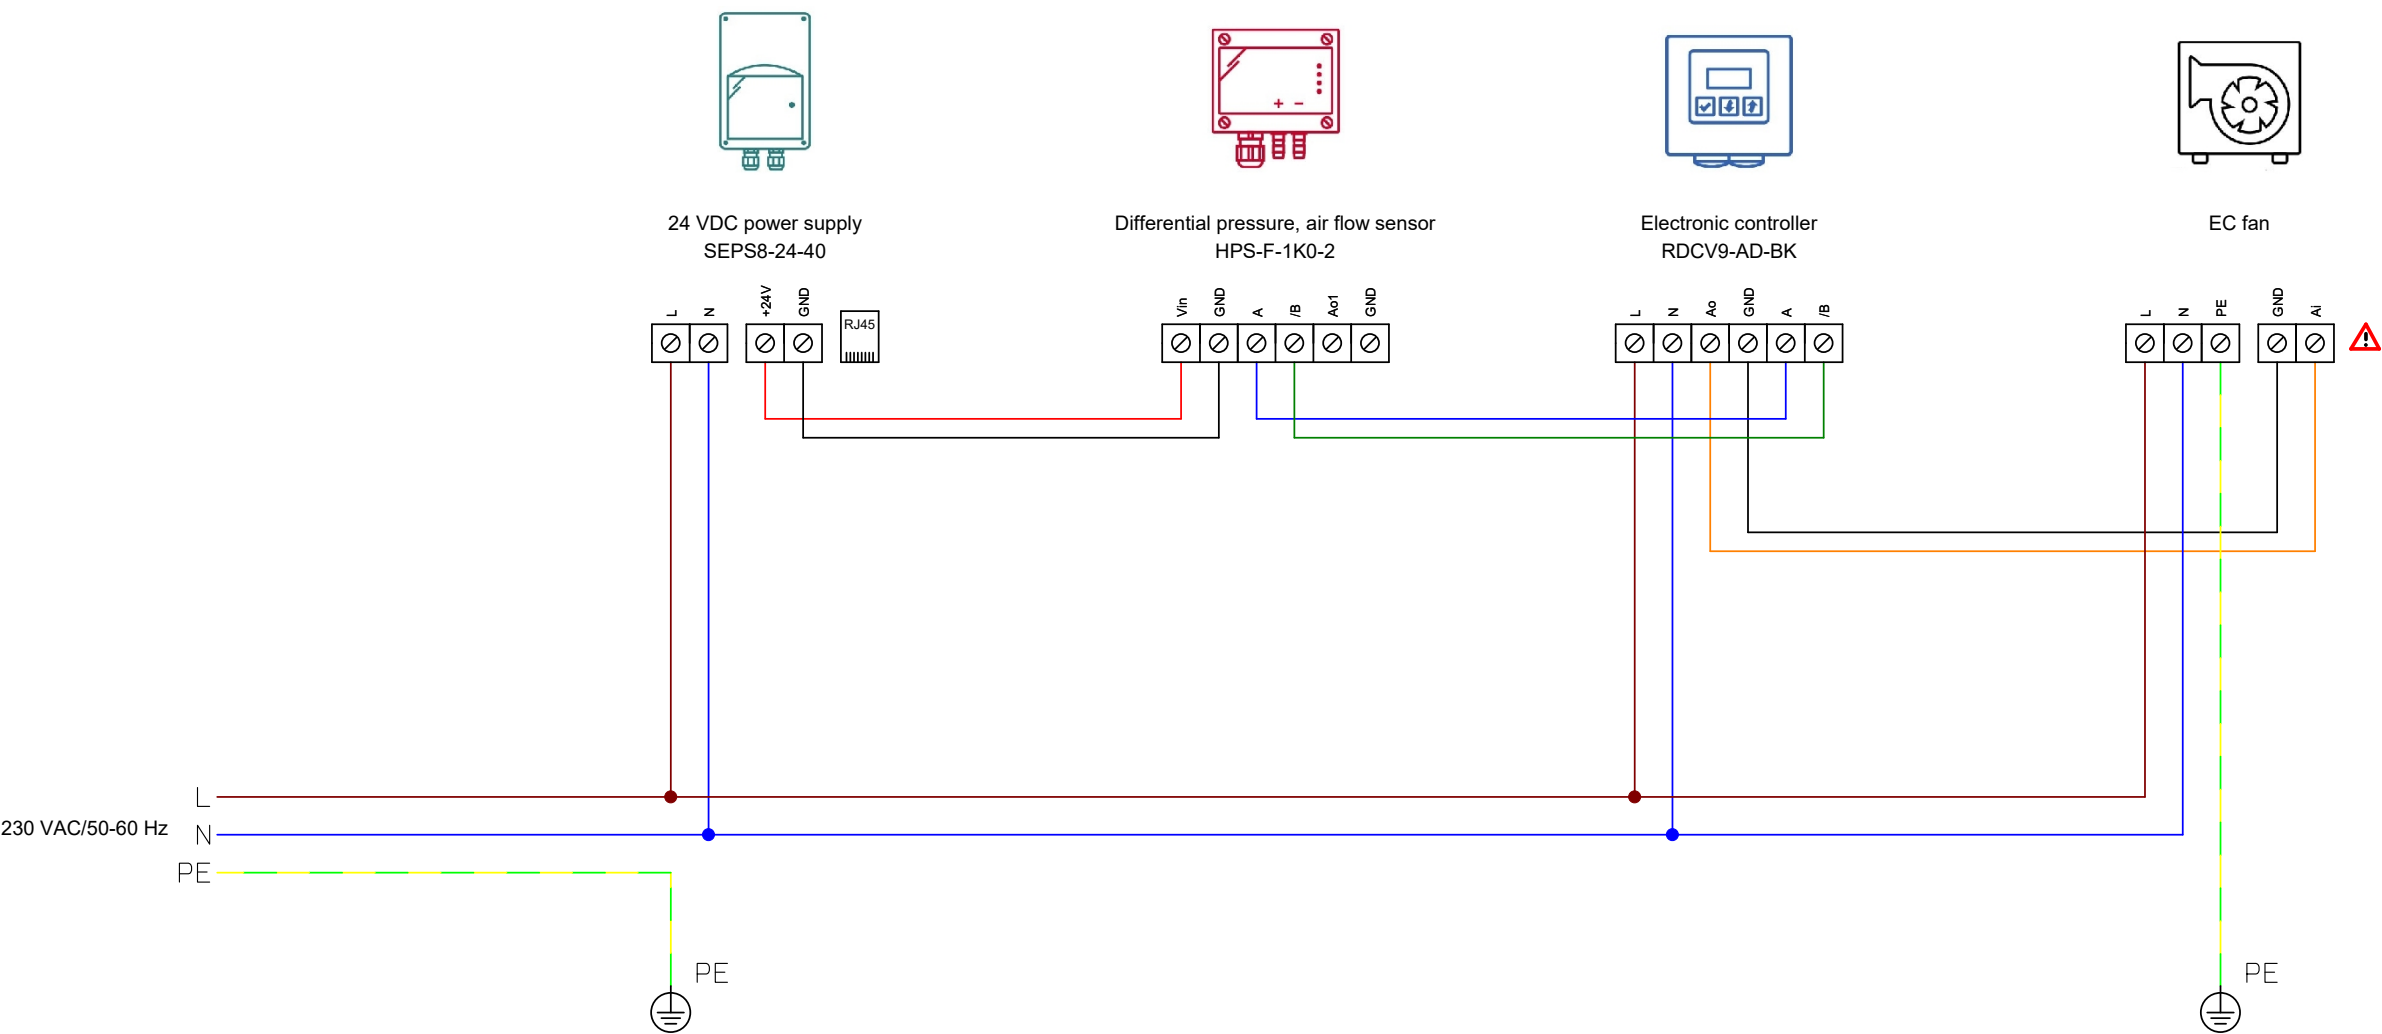 24 VDC power supply
SEPS8-24-40
Differential pressure, air flow sensor
HPS-F-1K0-2
Electronic controller
RDCV9-AD-BK
EC fan
L N +24V GND
RJ45
Vin GND A /B Ao1 GND
L N Ao GND A /B
L N PE GND Ai
L
230 VAC/50-60 Hz N
PE
PE
PE